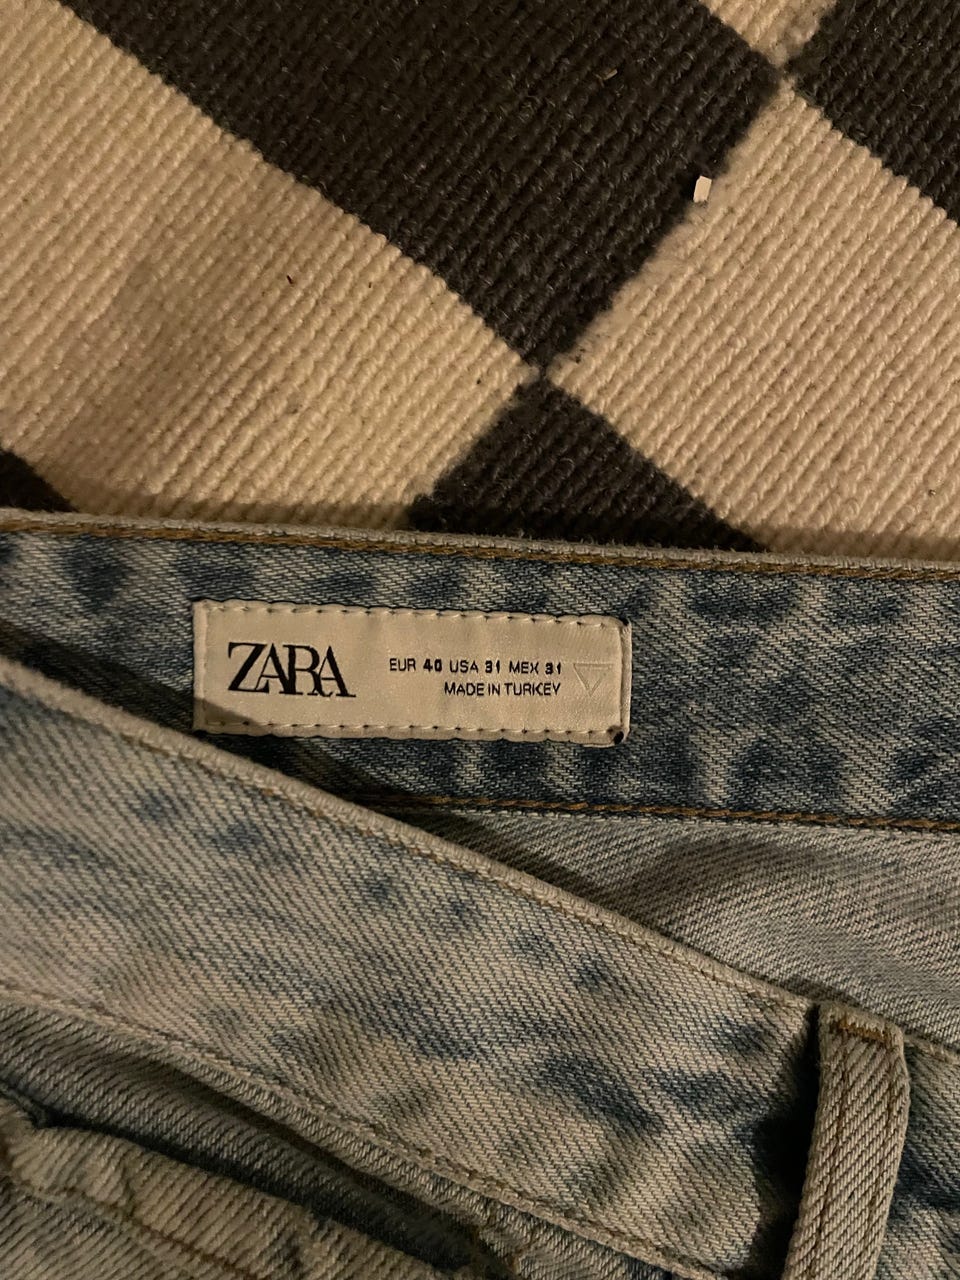 ZARA
EUR 40 USA 31 MEX 31
MADE IN TURKEY